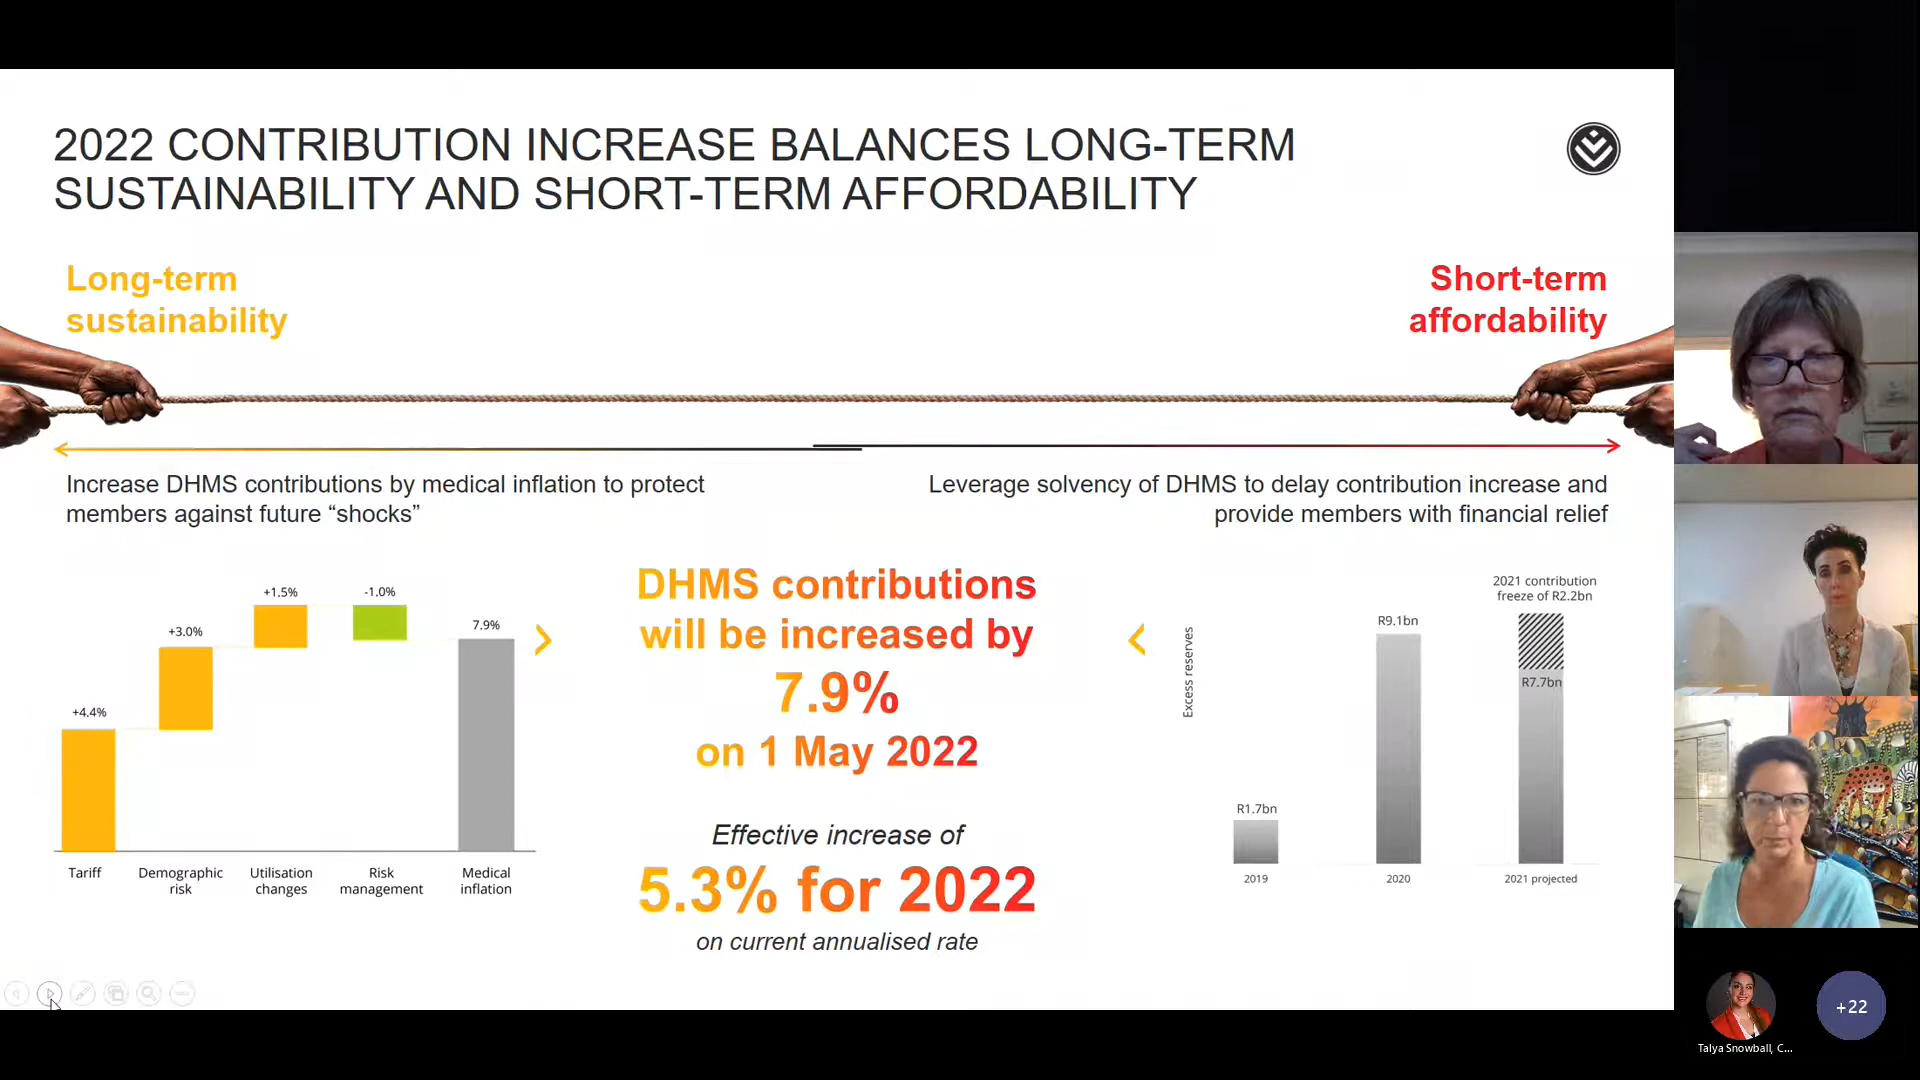 2022 CONTRIBUTION INCREASE BALANCES LONG-TERM
SUSTAINABILITY AND SHORT-TERM AFFORDABILITY
Long-term
sustainability
Short-term
affordability
Increase DHMS contributions by medical inflation to protect
members against future “shocks”
Leverage solvency of DHMS to delay contribution increase and
provide members with financial relief
+4.4%
+3.0%
+1.5%
-1.0%
7.9%
Tariff
Demographic
risk
Utilisation
changes
Risk
management
Medical
inflation
DHMS contributions
will be increased by
7.9%
on 1 May 2022
Effective increase of
5.3% for 2022
on current annualised rate
Excess reserves
R1.7bn
R9.1bn
2021 contribution
freeze of R2.2bn
R7.7bn
2019
2020
2021 projected
+22
Talya Snowball, C...